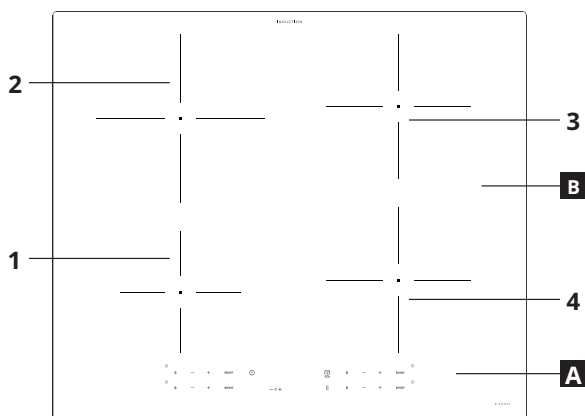 INDUCTION
2
3
B
1
4
A
0 − + BOOST
0 − + BOOST
0 − + BOOST
0 − + BOOST
− +